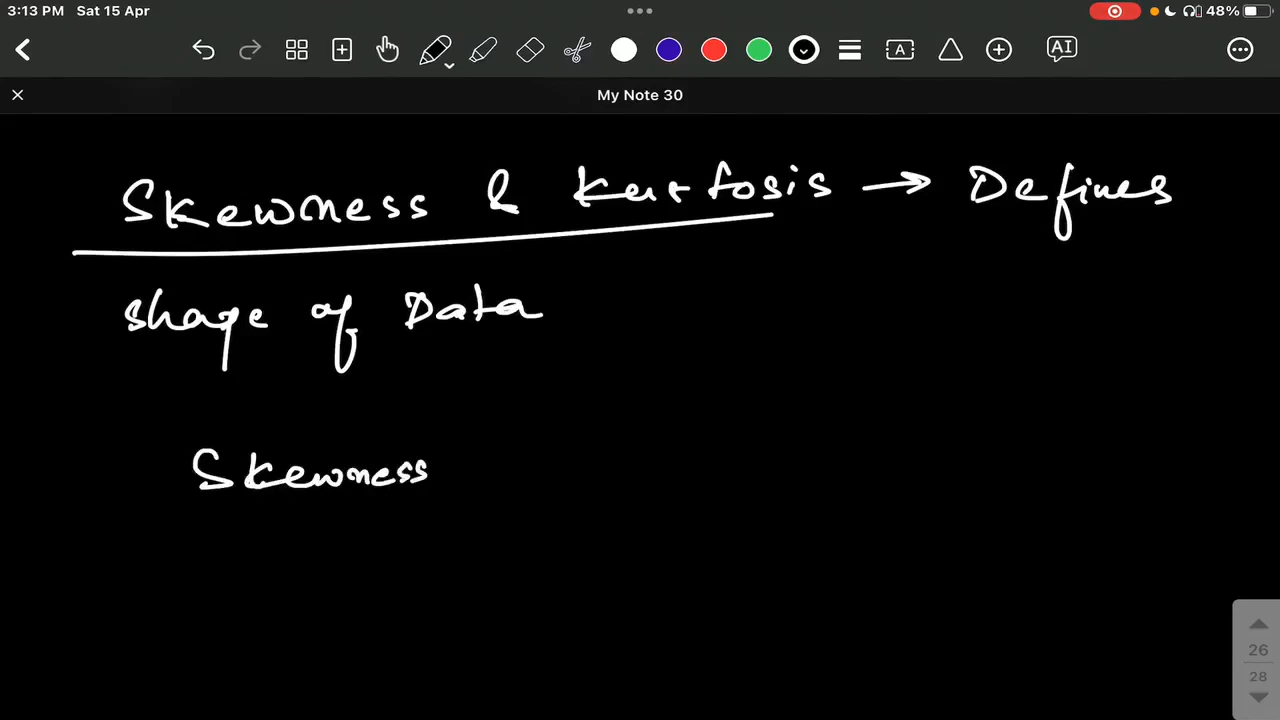 3:13 PM Sat 15 Apr 48%
A AI
My Note 30
Skewness & Kurtosis → Defines
shape of Data
Skewness
26
28